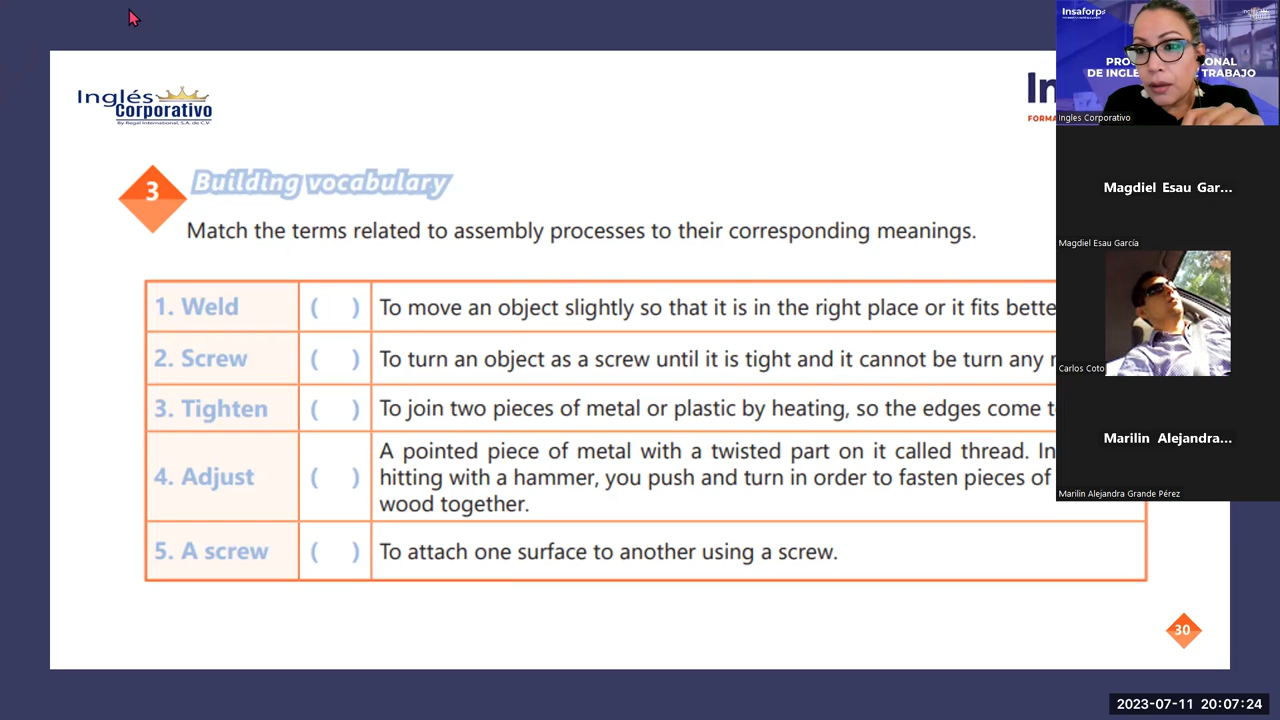 Inglés
Corporativo
By Regal International, S.A. de C.V.
3
Building vocabulary
Match the terms related to assembly processes to their corresponding meanings.
1. Weld ( ) To move an object slightly so that it is in the right place or it fits bette
2. Screw ( ) To turn an object as a screw until it is tight and it cannot be turn any
3. Tighten ( ) To join two pieces of metal or plastic by heating, so the edges come
4. Adjust ( ) A pointed piece of metal with a twisted part on it called thread. In
hitting with a hammer, you push and turn in order to fasten pieces of
wood together.
5. A screw ( ) To attach one surface to another using a screw.
30
In
FORMA
Insaforp
PRO ONAL
DE INGLE TRABAJO
Ingles Corporativo
Magdiel Esau Gar...
Magdiel Esau García
Carlos Coto
Marilin Alejandra...
Marilin Alejandra Grande Pérez
2023-07-11 20:07:24